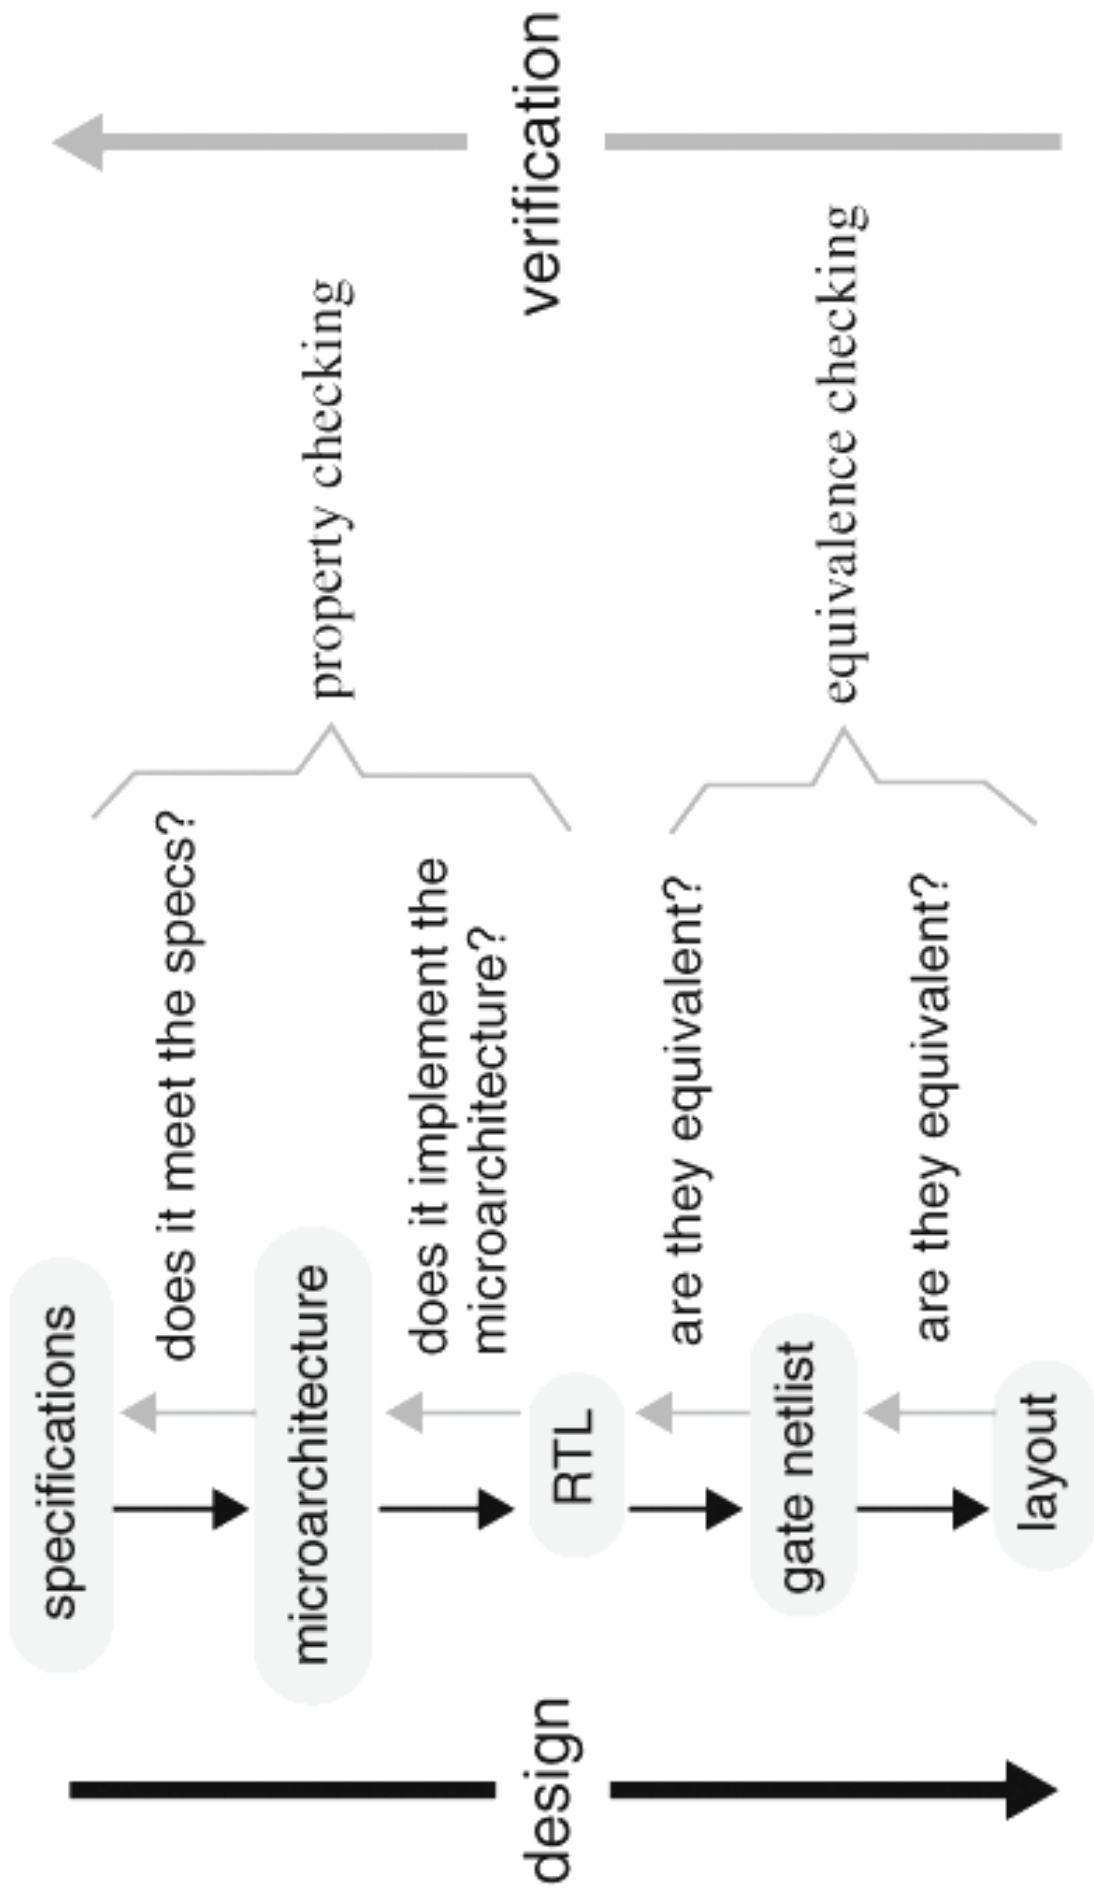 design
specifications
microarchitecture
RTL
gate netlist
layout
does it meet the specs?
does it implement the
microarchitecture?
are they equivalent?
are they equivalent?
property checking
equivalence checking
verification